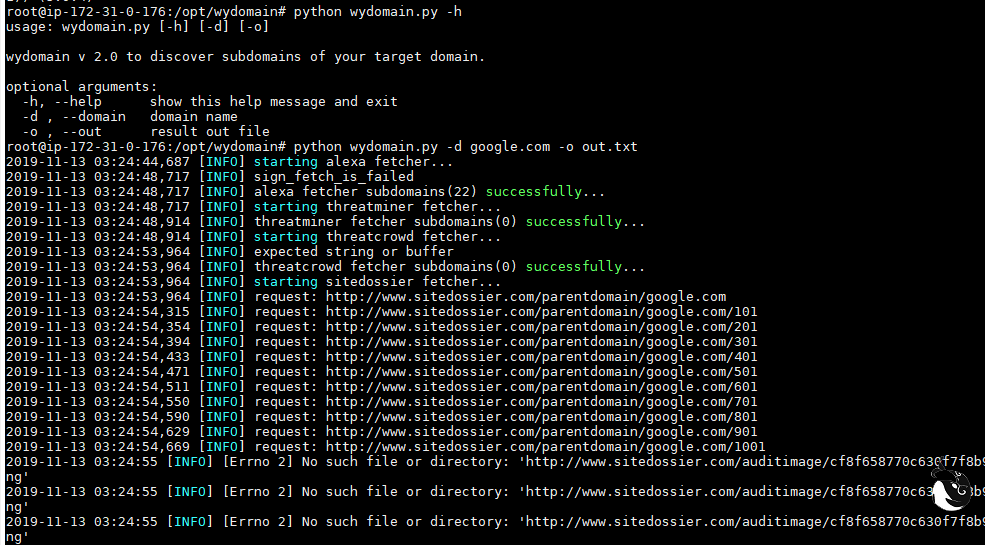 root@ip-172-31-0-176:/opt/wydomain# python wydomain.py -h
usage: wydomain.py [-h] [-d] [-o]
wydomain v 2.0 to discover subdomains of your target domain.
optional arguments:
-h, --help show this help message and exit
-d , --domain domain name
-o , --out result out file
root@ip-172-31-0-176:/opt/wydomain# python wydomain.py -d google.com -o out.txt
2019-11-13 03:24:44,687 [INFO] starting alexa fetcher...
2019-11-13 03:24:48,717 [INFO] sign_fetch_is_failed
2019-11-13 03:24:48,717 [INFO] alexa fetcher subdomains(22) successfully...
2019-11-13 03:24:48,717 [INFO] starting threatminer fetcher...
2019-11-13 03:24:48,914 [INFO] threatminer fetcher subdomains(0) successfully...
2019-11-13 03:24:48,914 [INFO] starting threatcrowd fetcher...
2019-11-13 03:24:53,964 [INFO] expected string or buffer
2019-11-13 03:24:53,964 [INFO] threatcrowd fetcher subdomains(0) successfully...
2019-11-13 03:24:53,964 [INFO] starting sitedossier fetcher...
2019-11-13 03:24:53,964 [INFO] request: http://www.sitedossier.com/parentdomain/google.com
2019-11-13 03:24:54,315 [INFO] request: http://www.sitedossier.com/parentdomain/google.com/101
2019-11-13 03:24:54,354 [INFO] request: http://www.sitedossier.com/parentdomain/google.com/201
2019-11-13 03:24:54,394 [INFO] request: http://www.sitedossier.com/parentdomain/google.com/301
2019-11-13 03:24:54,433 [INFO] request: http://www.sitedossier.com/parentdomain/google.com/401
2019-11-13 03:24:54,471 [INFO] request: http://www.sitedossier.com/parentdomain/google.com/501
2019-11-13 03:24:54,511 [INFO] request: http://www.sitedossier.com/parentdomain/google.com/601
2019-11-13 03:24:54,550 [INFO] request: http://www.sitedossier.com/parentdomain/google.com/701
2019-11-13 03:24:54,590 [INFO] request: http://www.sitedossier.com/parentdomain/google.com/801
2019-11-13 03:24:54,629 [INFO] request: http://www.sitedossier.com/parentdomain/google.com/901
2019-11-13 03:24:54,669 [INFO] request: http://www.sitedossier.com/parentdomain/google.com/1001
2019-11-13 03:24:55 [INFO] [Errno 2] No such file or directory: 'http://www.sitedossier.com/auditimage/cf8f658770c630f7f8b9
ng'
2019-11-13 03:24:55 [INFO] [Errno 2] No such file or directory: 'http://www.sitedossier.com/auditimage/cf8f658770c63
ng'
2019-11-13 03:24:55 [INFO] [Errno 2] No such file or directory: 'http://www.sitedossier.com/auditimage/cf8f658770c630f7f8b9
ng'